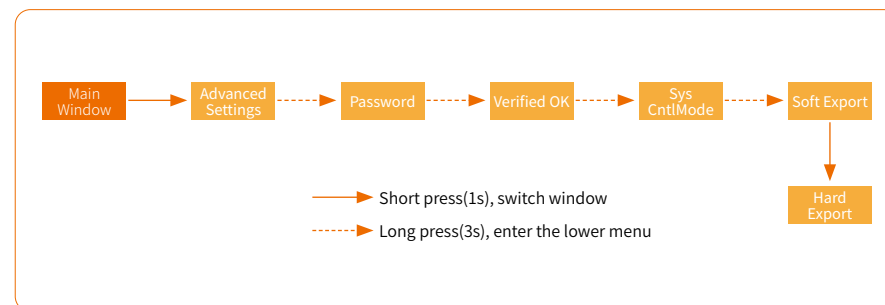 Main
Window
Advanced
Settings
Password
Verified OK
Sys
CntlMode
Soft Export
Hard
Export
Short press(1s), switch window
Long press(3s), enter the lower menu